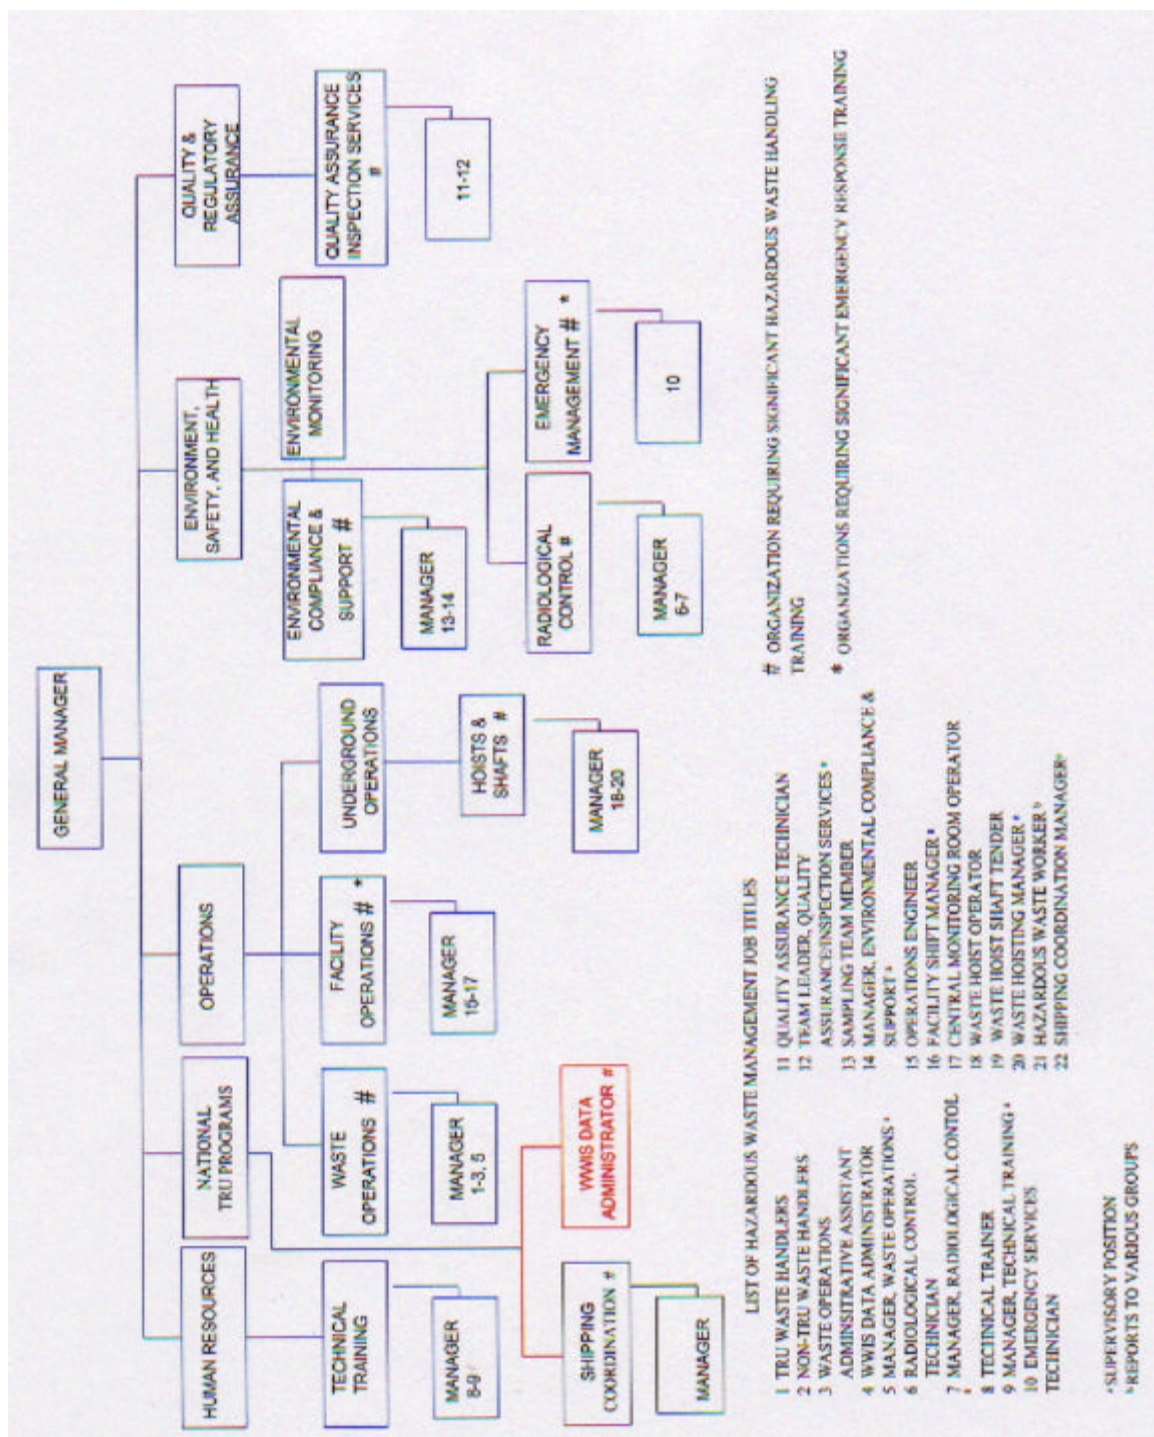 GENERAL MANAGER
HUMAN RESOURCES
NATIONAL
TRU PROGRAMS
OPERATIONS
ENVIRONMENT,
SAFETY, AND HEALTH
QUALITY &
REGULATORY
ASSURANCE
TECHNICAL
TRAINING
WASTE
OPERATIONS #
FACILITY
OPERATIONS # *
UNDERGROUND
OPERATIONS
ENVIRONMENTAL
COMPLIANCE &
SUPPORT #
ENVIRONMENTAL
MONITORING
QUALITY ASSURANCE
INSPECTION SERVICES
#
MANAGER
8-9
MANAGER
1-3, 5
MANAGER
15-17
HOISTS &
SHAFTS #
MANAGER
13-14
11-12
SHIPPING
COORDINATION #
WWIS DATA
ADMINISTRATOR #
MANAGER
18-20
RADIOLOGICAL
CONTROL #
EMERGENCY
MANAGEMENT # *
MANAGER
MANAGER
6-7
10
LIST OF HAZARDOUS WASTE MANAGEMENT JOB TITLES
1 TRU WASTE HANDLERS
2 NON-TRU WASTE HANDLERS
3 WASTE OPERATIONS
ADMINSITRATIVE ASSISTANT
4 WWIS DATA ADMINISTRATOR
5 MANAGER, WASTE OPERATIONS ᵃ
6 RADIOLOGICAL CONTROL
TECHNICIAN
7 MANAGER, RADIOLOGICAL CONTOL
ᵃ
8 TECHNICAL TRAINER
9 MANAGER, TECHNICAL TRAINING ᵃ
10 EMERGENCY SERVICES
TECHNICIAN
11 QUALITY ASSURANCE TECHNICIAN
12 TEAM LEADER, QUALITY
ASSURANCE/INSPECTION SERVICES ᵃ
13 SAMPLING TEAM MEMBER
14 MANAGER, ENVIRONMENTAL COMPLIANCE &
SUPPORT ᵃ
15 OPERATIONS ENGINEER
16 FACILITY SHIFT MANAGER ᵃ
17 CENTRAL MONITORING ROOM OPERATOR
18 WASTE HOIST OPERATOR
19 WASTE HOIST SHAFT TENDER
20 WASTE HOISTING MANAGER ᵃ
21 HAZARDOUS WASTE WORKER ᵇ
22 SHIPPING COORDINATION MANAGER ᵃ
# ORGANIZATION REQUIRING SIGNIFICANT HAZARDOUS WASTE HANDLING
TRAINING
* ORGANIZATIONS REQUIRING SIGNIFICANT EMERGENCY RESPONSE TRAINING
ᵃ SUPERVISORY POSITION
ᵇ REPORTS TO VARIOUS GROUPS